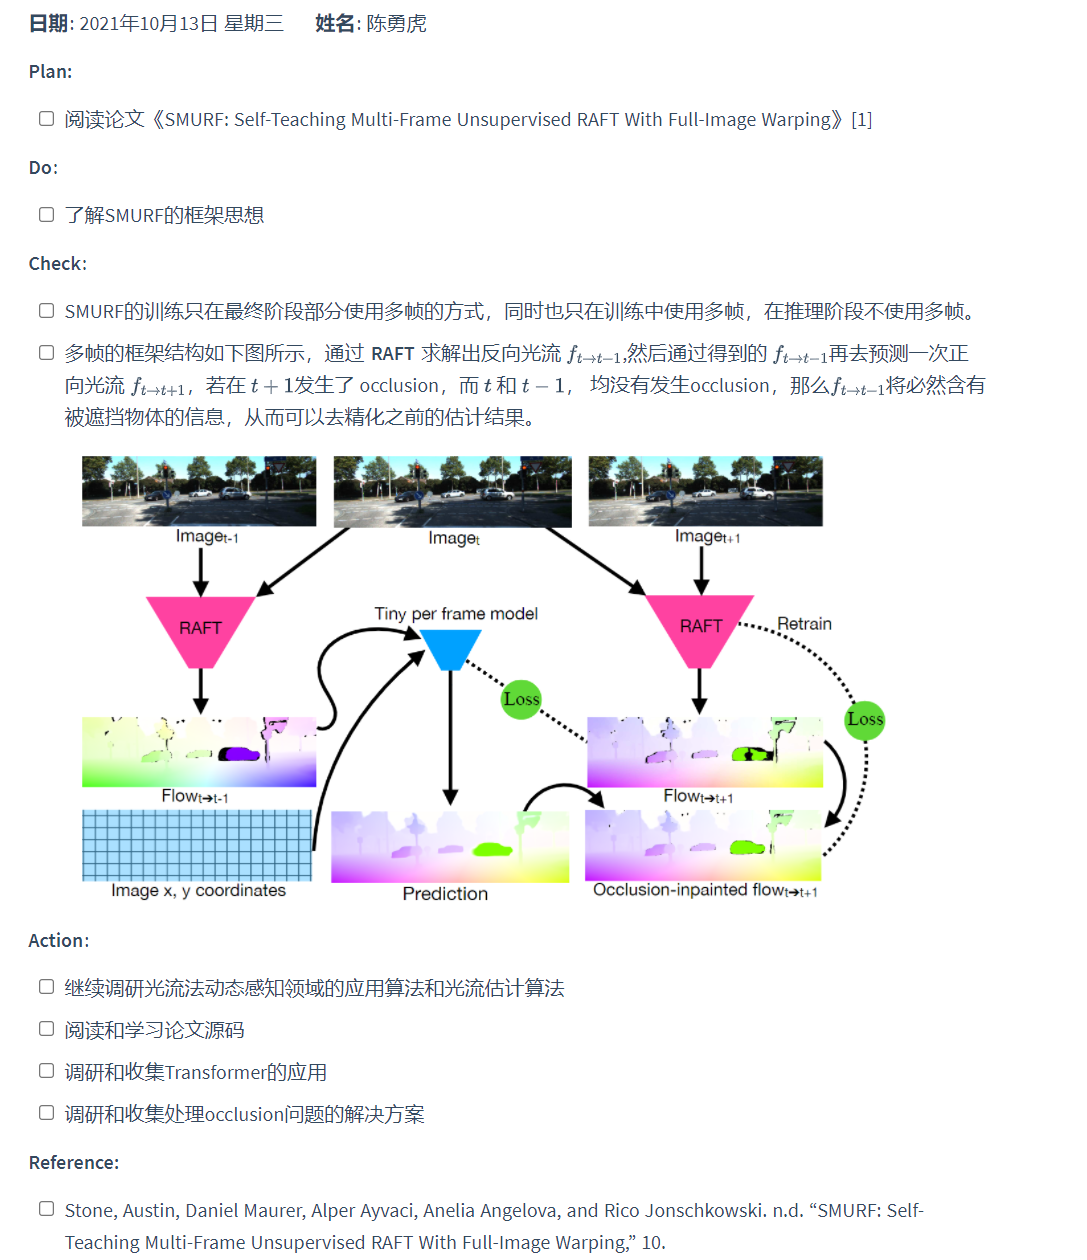 日期: 2021年10月13日 星期三 姓名: 陈勇虎
Plan:
阅读论文《SMURF: Self-Teaching Multi-Frame Unsupervised RAFT With Full-Image Warping》[1]
Do:
了解SMURF的框架思想
Check:
SMURF的训练只在最终阶段部分使用多帧的方式，同时也只在训练中使用多帧，在推理阶段不使用多帧。
多帧的框架结构如下图所示，通过 RAFT 求解出反向光流 f_{t→t−1},然后通过得到的 f_{t→t−1}再去预测一次正
向光流 f_{t→t+1}，若在 t + 1发生了 occlusion，而 t 和 t − 1， 均没有发生occlusion，那么f_{t→t−1}将必然含有
被遮挡物体的信息，从而可以去精化之前的估计结果。
Image_{t-1}
Image_t
Image_{t+1}
RAFT
Tiny per frame model
RAFT
Retrain
Loss
Loss
Flow_{t→t-1}
Flow_{t→t+1}
Image x, y coordinates
Prediction
Occlusion-inpainted flow_{t→t+1}
Action:
继续调研光流法动态感知领域的应用算法和光流估计算法
阅读和学习论文源码
调研和收集Transformer的应用
调研和收集处理occlusion问题的解决方案
Reference:
Stone, Austin, Daniel Maurer, Alper Ayvaci, Anelia Angelova, and Rico Jonschkowski. n.d. “SMURF: Self-
Teaching Multi-Frame Unsupervised RAFT With Full-Image Warping,” 10.